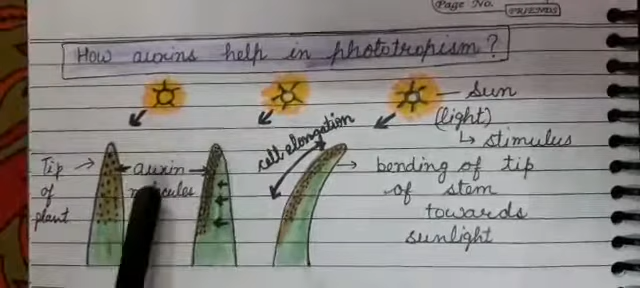 Page No.
FRIENDS
How auxins help in phototropism?
Sun
(light)
↳ stimulus
cell elongation
Tip → auxin → bending of tip
of of stem
plant towards
sunlight